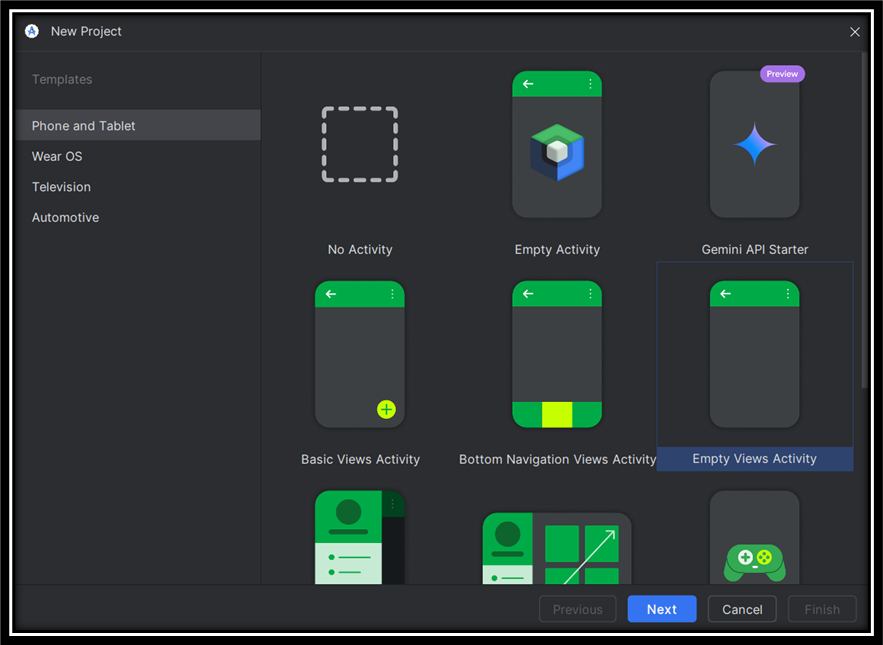 New Project
Templates
Phone and Tablet
Wear OS
Television
Automotive
Preview
No Activity
Empty Activity
Gemini API Starter
Basic Views Activity
Bottom Navigation Views Activity
Empty Views Activity
Previous
Next
Cancel
Finish